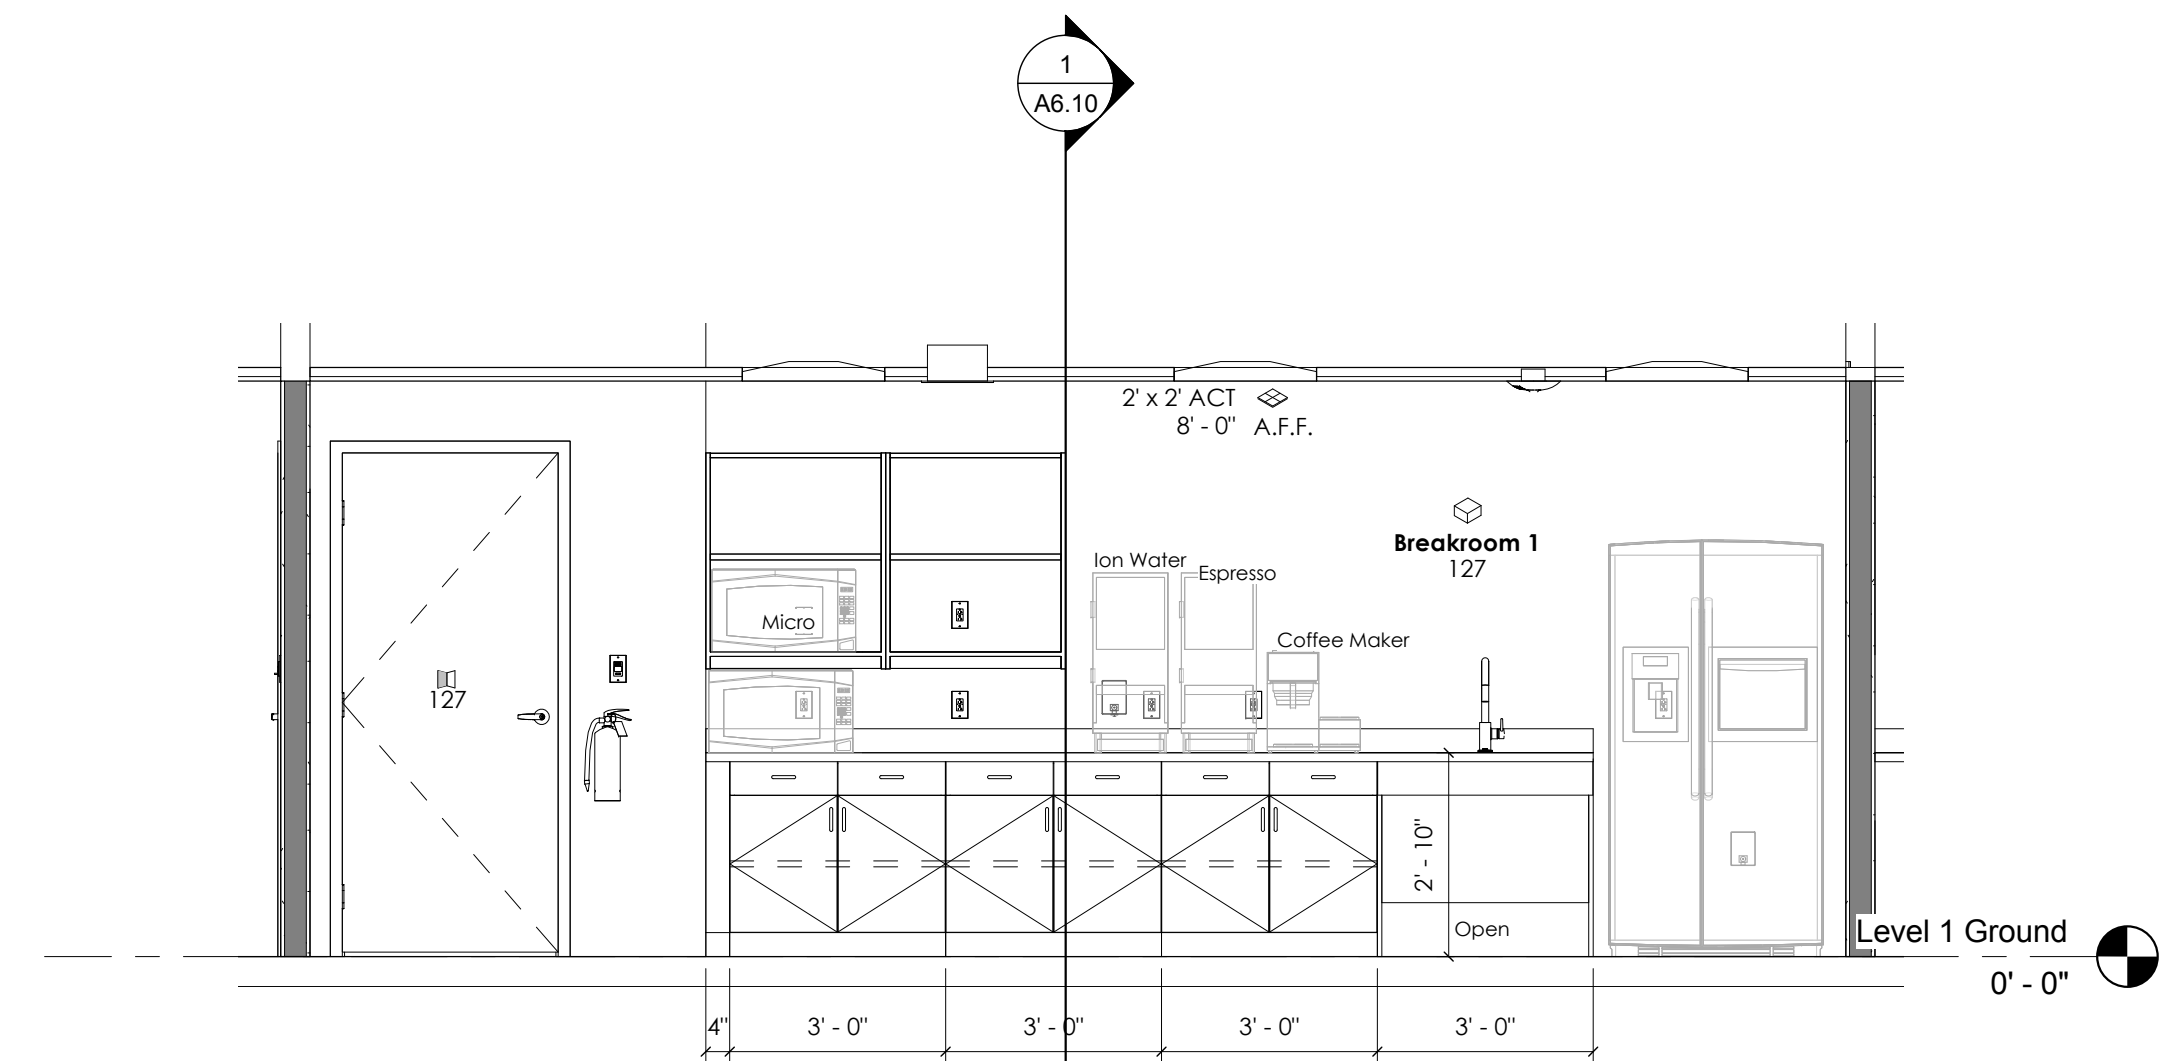 1
A6.10
2' x 2' ACT
8' - 0" A.F.F.
Breakroom 1
127
Ion Water
Espresso
Coffee Maker
Micro
127
2' - 10"
Open
Level 1 Ground
0' - 0"
4" 3' - 0" 3' - 0" 3' - 0" 3' - 0"